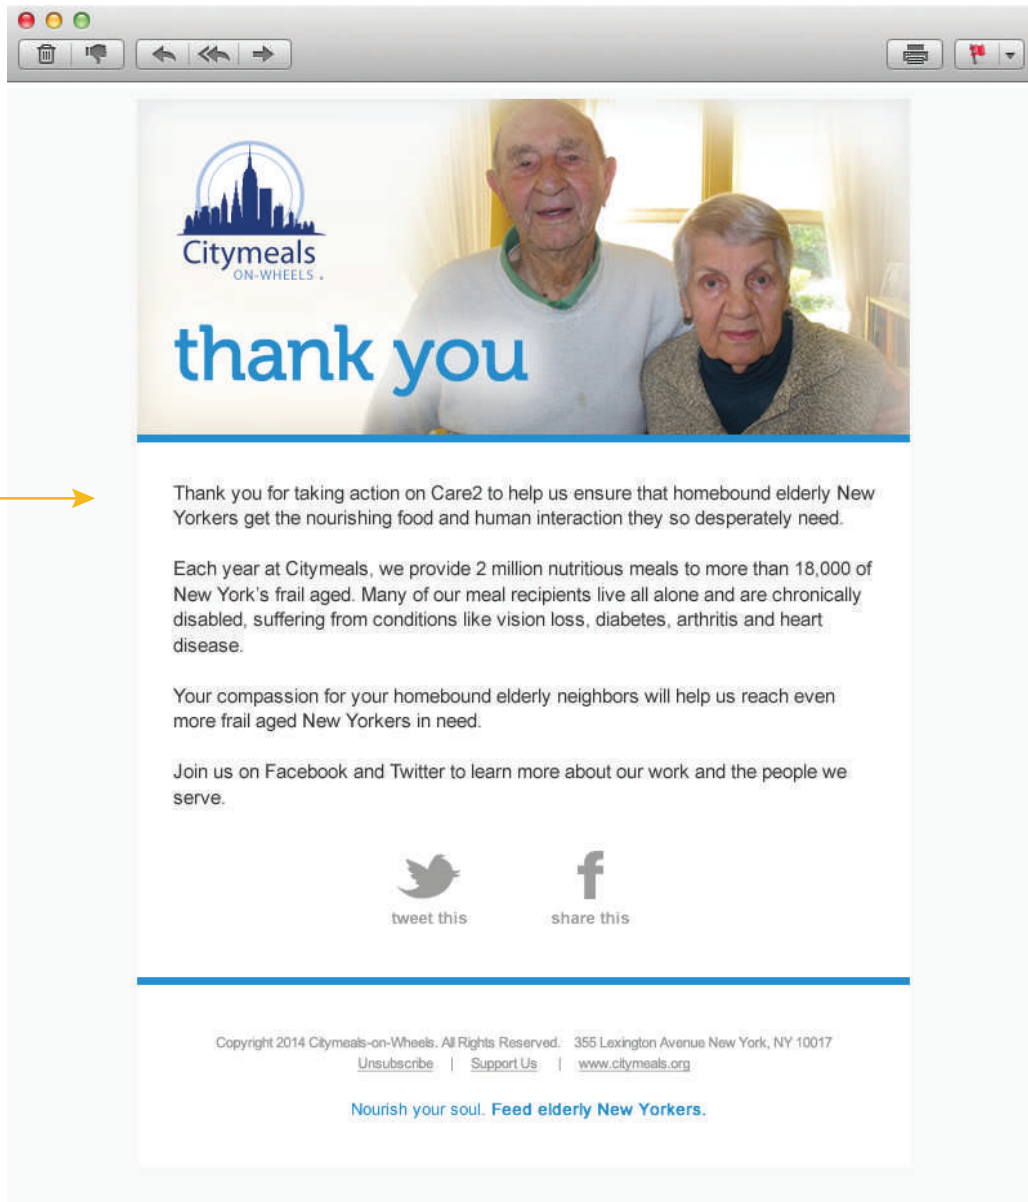 Citymeals
ON-WHEELS
thank you
Thank you for taking action on Care2 to help us ensure that homebound elderly New
Yorkers get the nourishing food and human interaction they so desperately need.
Each year at Citymeals, we provide 2 million nutritious meals to more than 18,000 of
New York’s frail aged. Many of our meal recipients live all alone and are chronically
disabled, suffering from conditions like vision loss, diabetes, arthritis and heart
disease.
Your compassion for your homebound elderly neighbors will help us reach even
more frail aged New Yorkers in need.
Join us on Facebook and Twitter to learn more about our work and the people we
serve.
tweet this share this
Copyright 2014 Citymeals-on-Wheels. All Rights Reserved. 355 Lexington Avenue New York, NY 10017
Unsubscribe | Support Us | www.citymeals.org
Nourish your soul. Feed elderly New Yorkers.